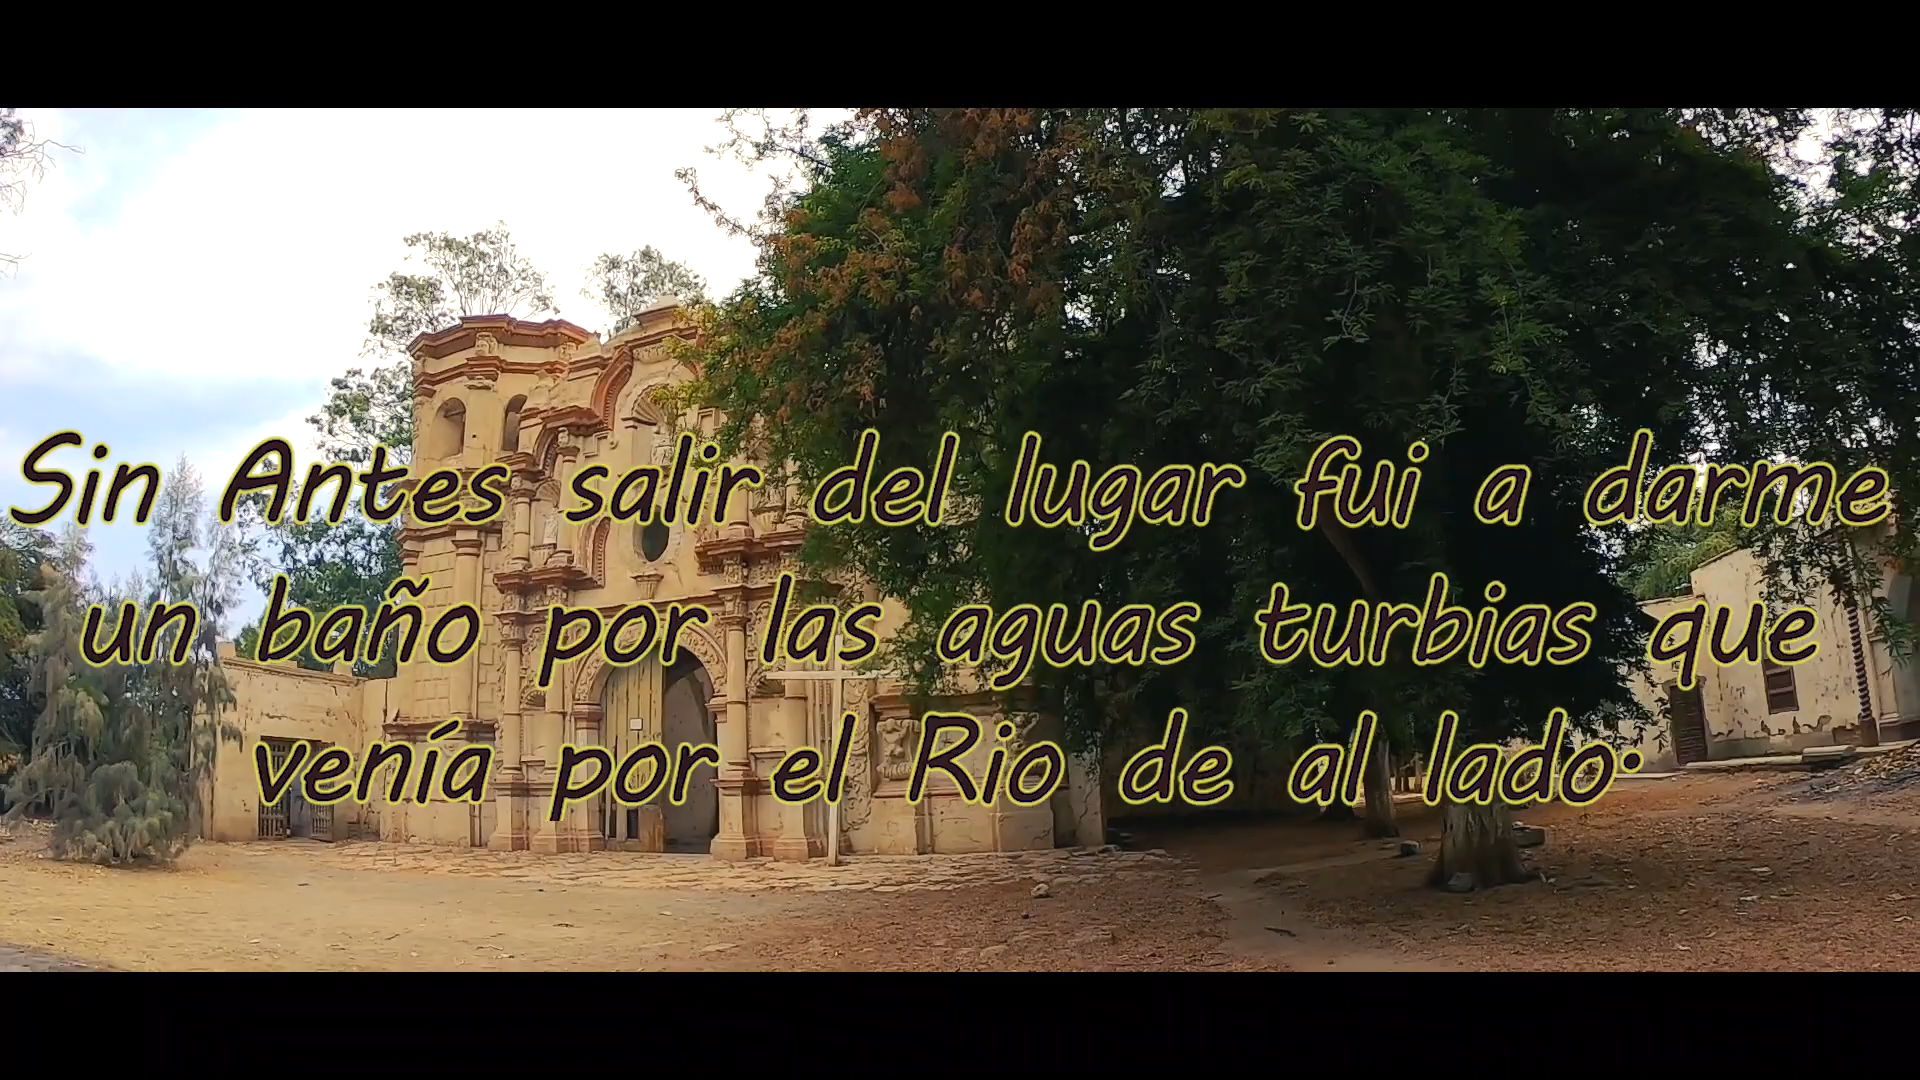 Sin Antes salir del lugar fui a darme
un baño por las aguas turbias que
venía por el Rio de al lado.